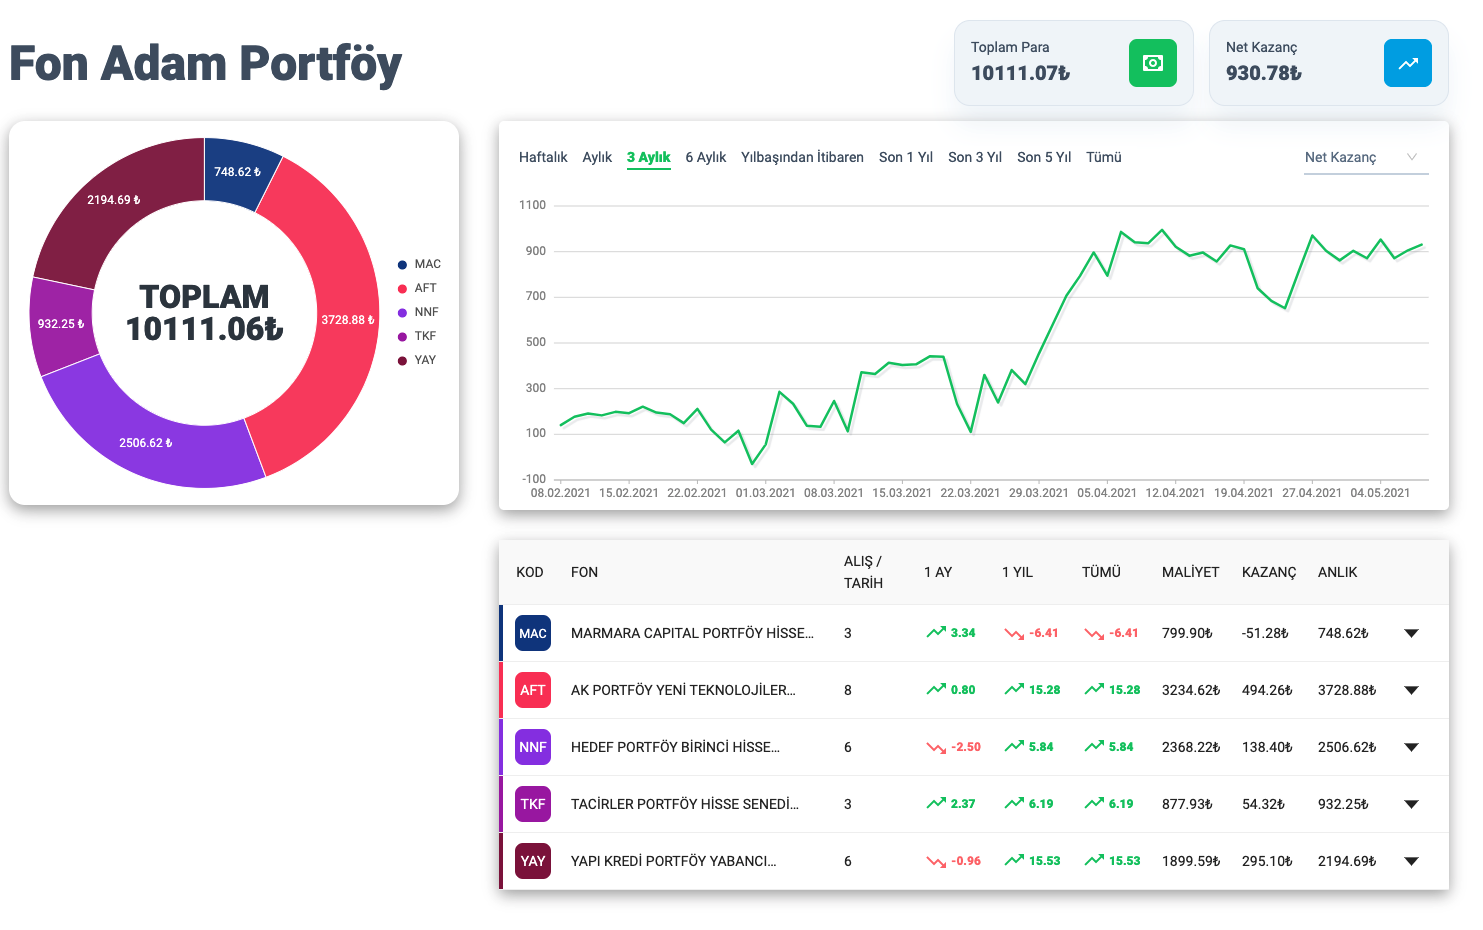 Fon Adam Portföy
Toplam Para
10111.07₺
Net Kazanç
930.78₺
748.62 ₺
2194.69 ₺
932.25 ₺
3728.88 ₺
2506.62 ₺
TOPLAM
10111.06₺
MAC
AFT
NNF
TKF
YAY
Haftalık Aylık 3 Aylık 6 Aylık Yılbaşından İtibaren Son 1 Yıl Son 3 Yıl Son 5 Yıl Tümü
Net Kazanç
1100
900
700
500
300
100
-100
08.02.2021 15.02.2021 22.02.2021 01.03.2021 08.03.2021 15.03.2021 22.03.2021 29.03.2021 05.04.2021 12.04.2021 19.04.2021 27.04.2021 04.05.2021
KOD FON ALIŞ / TARİH 1 AY 1 YIL TÜMÜ MALİYET KAZANÇ ANLIK
MAC MARMARA CAPITAL PORTFÖY HİSSE... 3 3.34 -6.41 -6.41 799.90₺ -51.28₺ 748.62₺
AFT AK PORTFÖY YENİ TEKNOLOJİLER... 8 0.80 15.28 15.28 3234.62₺ 494.26₺ 3728.88₺
NNF HEDEF PORTFÖY BİRİNCİ HİSSE... 6 -2.50 5.84 5.84 2368.22₺ 138.40₺ 2506.62₺
TKF TACİRLER PORTFÖY HİSSE SENEDİ... 3 2.37 6.19 6.19 877.93₺ 54.32₺ 932.25₺
YAY YAPI KREDİ PORTFÖY YABANCI... 6 -0.96 15.53 15.53 1899.59₺ 295.10₺ 2194.69₺